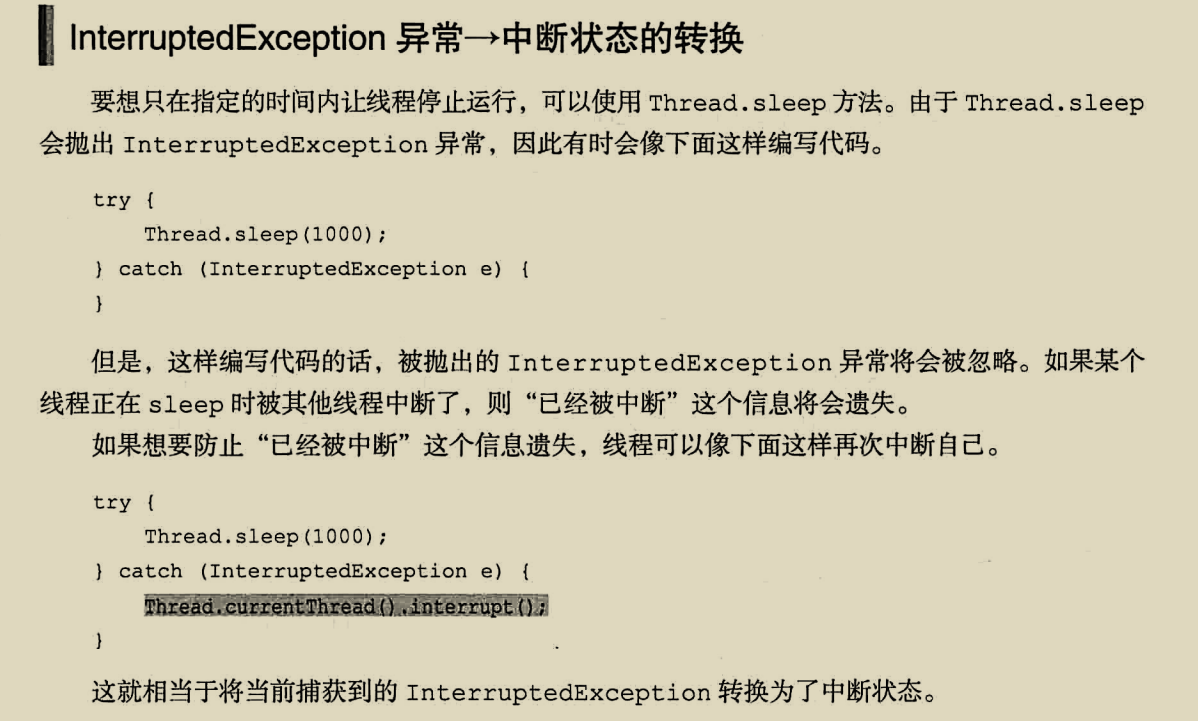 InterruptedException 异常→中断状态的转换
要想只在指定的时间内让线程停止运行，可以使用 Thread.sleep 方法。由于 Thread.sleep
会抛出 InterruptedException 异常，因此有时会像下面这样编写代码。
try {
    Thread.sleep(1000);
} catch (InterruptedException e) {
}
但是，这样编写代码的话，被抛出的 InterruptedException 异常将会被忽略。如果某个
线程正在 sleep 时被其他线程中断了，则“已经被中断”这个信息将会遗失。
如果想要防止“已经被中断”这个信息遗失，线程可以像下面这样再次中断自己。
try {
    Thread.sleep(1000);
} catch (InterruptedException e) {
    Thread.currentThread().interrupt();
}
这就相当于将当前捕获到的 InterruptedException 转换为了中断状态。